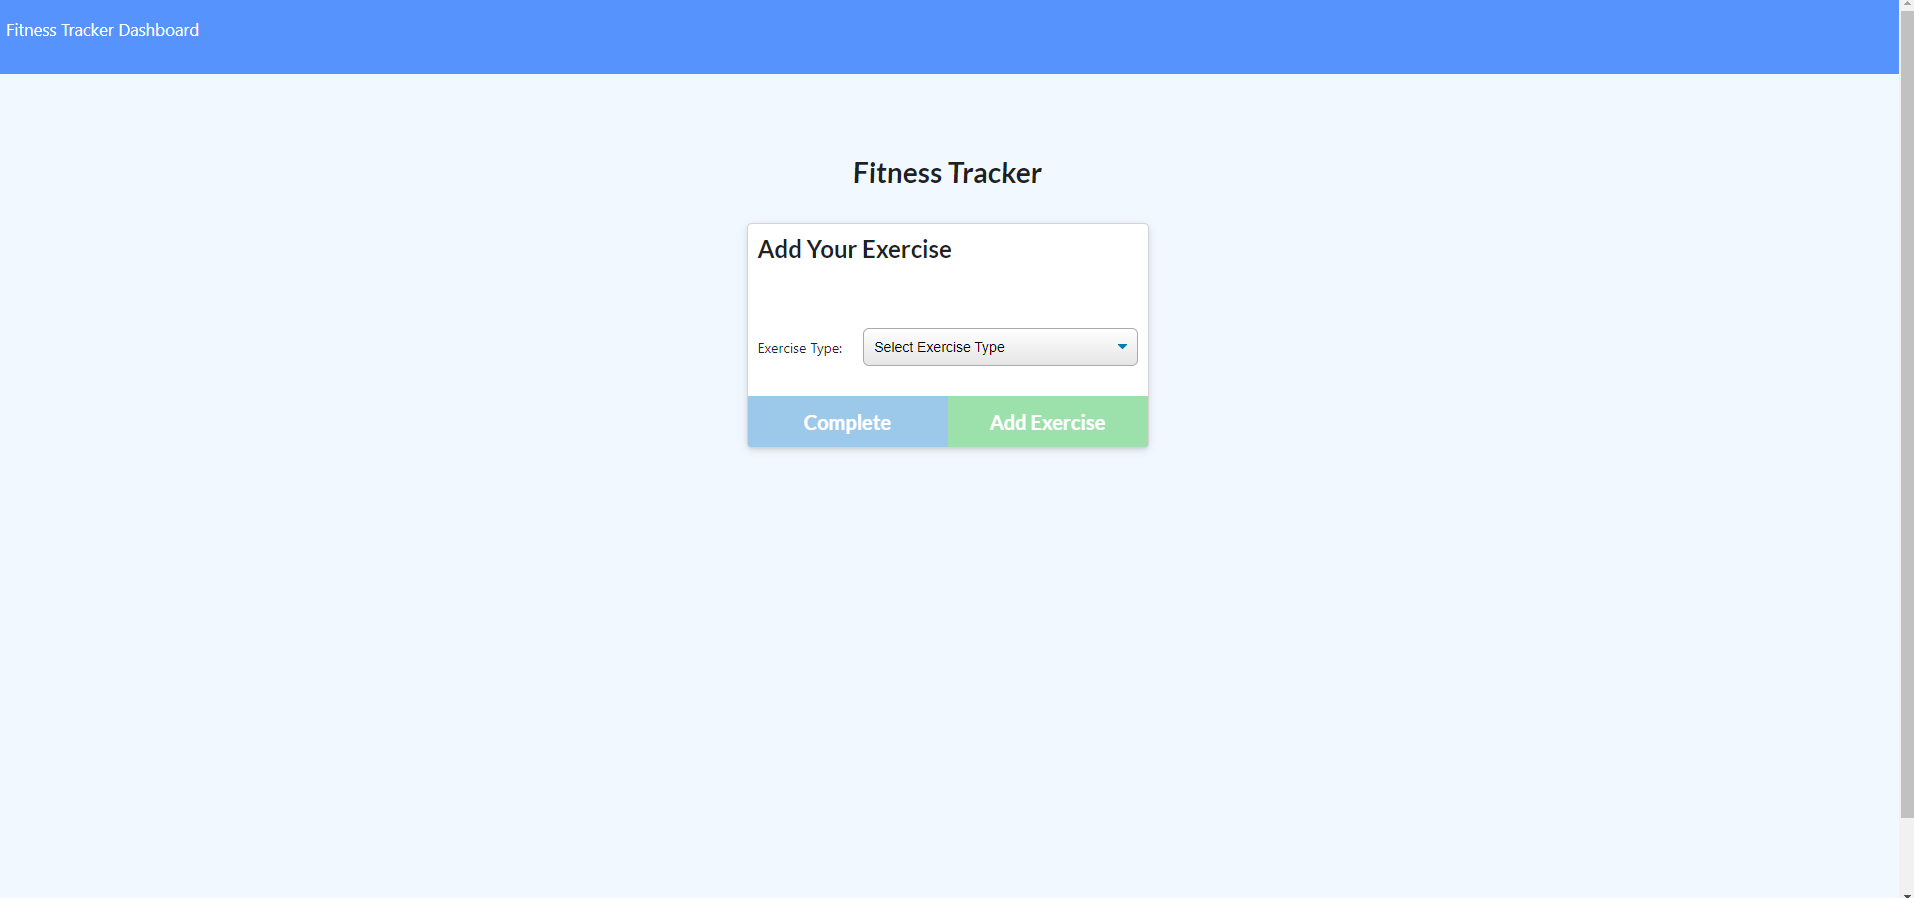 Fitness Tracker Dashboard
Fitness Tracker
Add Your Exercise
Exercise Type: Select Exercise Type
Complete Add Exercise